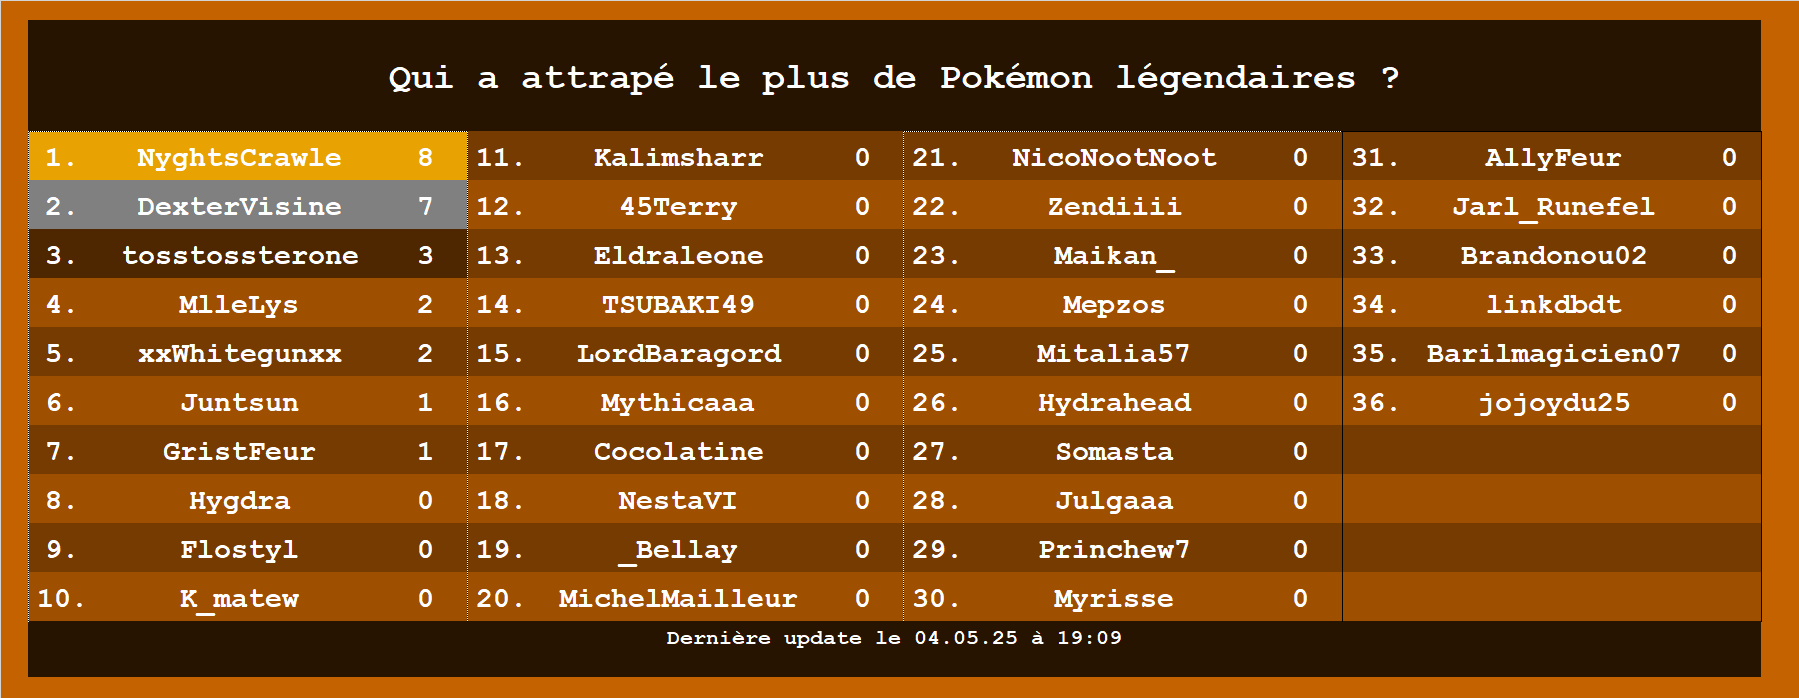 Qui a attrapé le plus de Pokémon légendaires ?
1. NyghtsCrawle 8
2. DexterVisine 7
3. tosstossterone 3
4. MlleLys 2
5. xxWhitegunxx 2
6. Juntsun 1
7. GristFeur 1
8. Hygdra 0
9. Flostyl 0
10. K_matew 0
11. Kalimsharr 0
12. 45Terry 0
13. Eldraleone 0
14. TSUBAKI49 0
15. LordBaragord 0
16. Mythicaaa 0
17. Cocolatine 0
18. NestaVI 0
19. _Bellay 0
20. MichelMailleur 0
21. NicoNootNoot 0
22. Zendiiii 0
23. Maikan_ 0
24. Mepzos 0
25. Mitalia57 0
26. Hydrahead 0
27. Somasta 0
28. Julgaaa 0
29. Princhew7 0
30. Myrisse 0
31. AllyFeur 0
32. Jarl_Runefel 0
33. Brandonou02 0
34. linkdbdt 0
35. Barilmagicien07 0
36. jojoydu25 0
Dernière update le 04.05.25 à 19:09